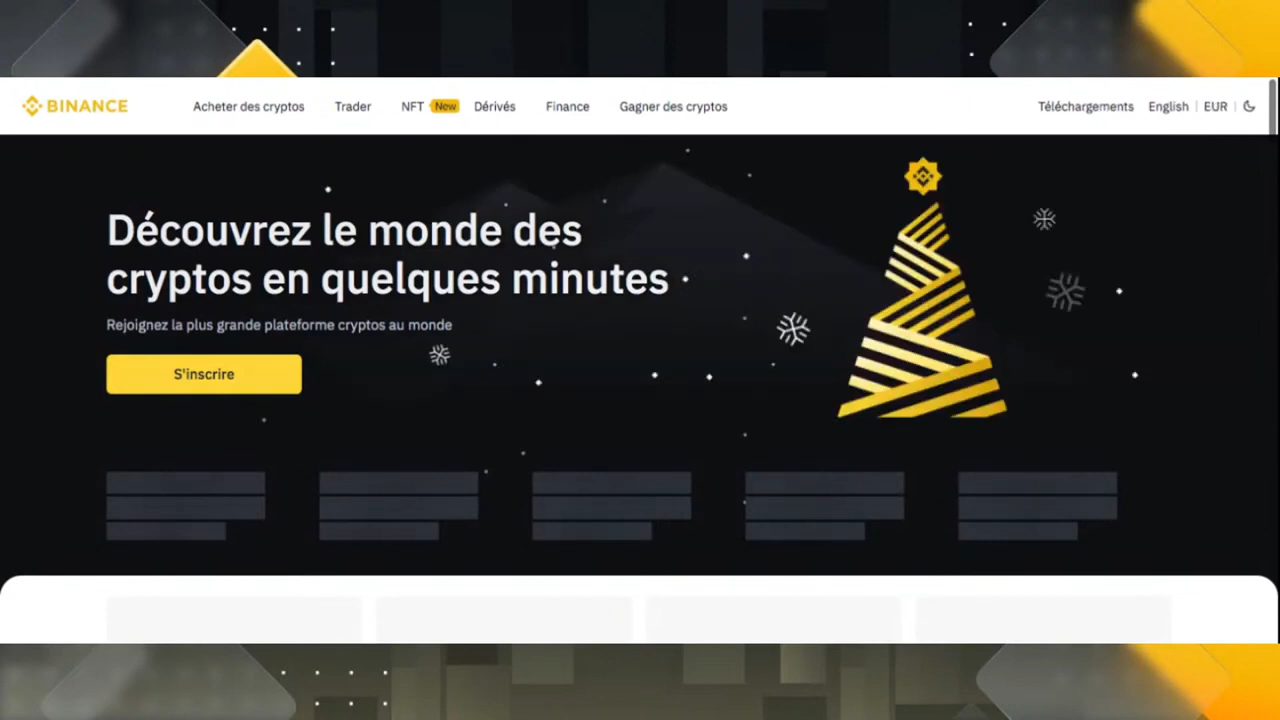 BINANCE
Acheter des cryptos
Trader
NFT New
Dérivés
Finance
Gagner des cryptos
Téléchargements
English
EUR
Découvrez le monde des
cryptos en quelques minutes
Rejoignez la plus grande plateforme cryptos au monde
S'inscrire